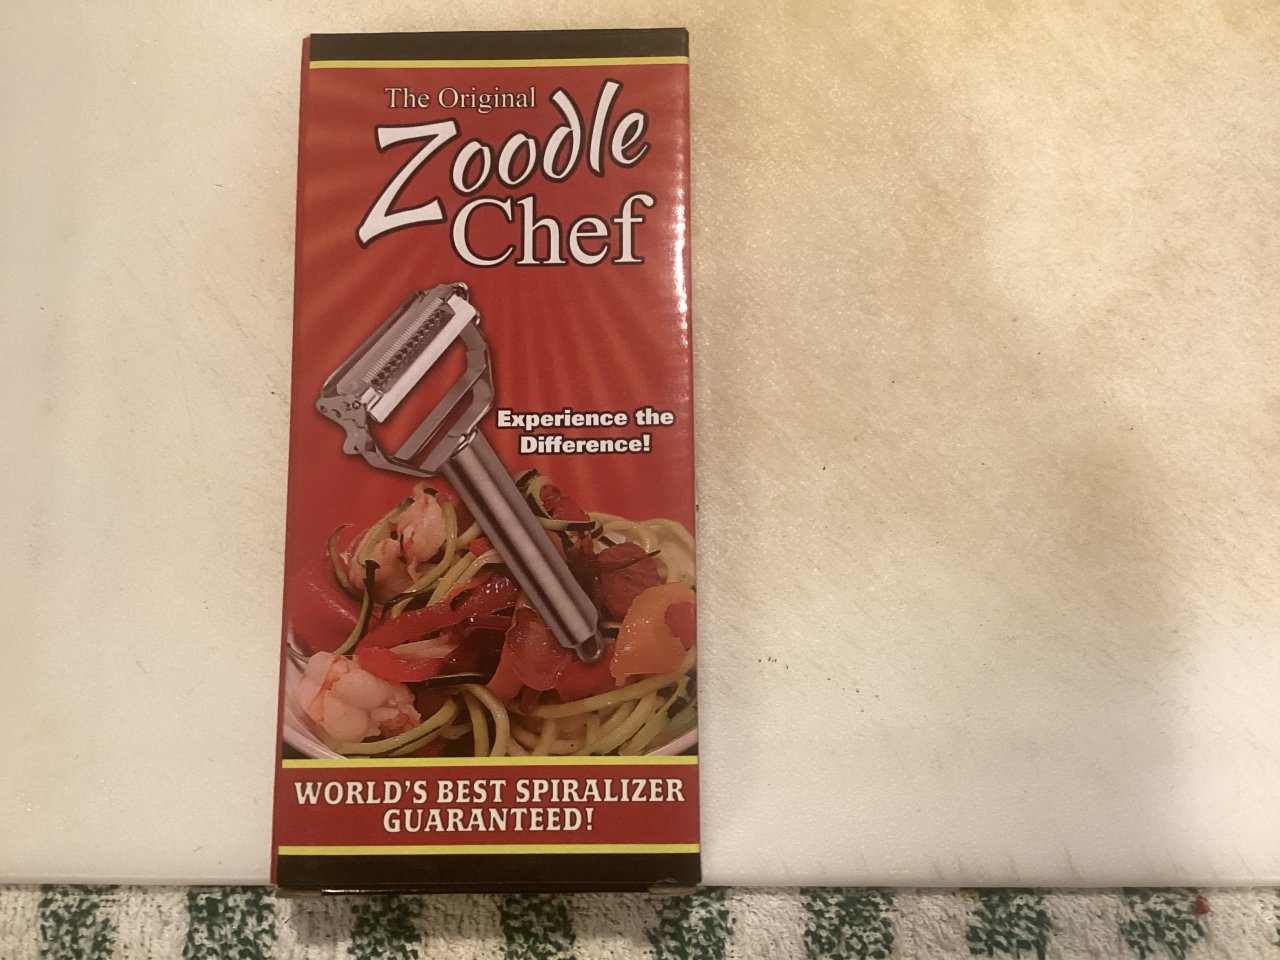 The Original
Zoodle
Chef
Experience the
Difference!
WORLD'S BEST SPIRALIZER
GUARANTEED!